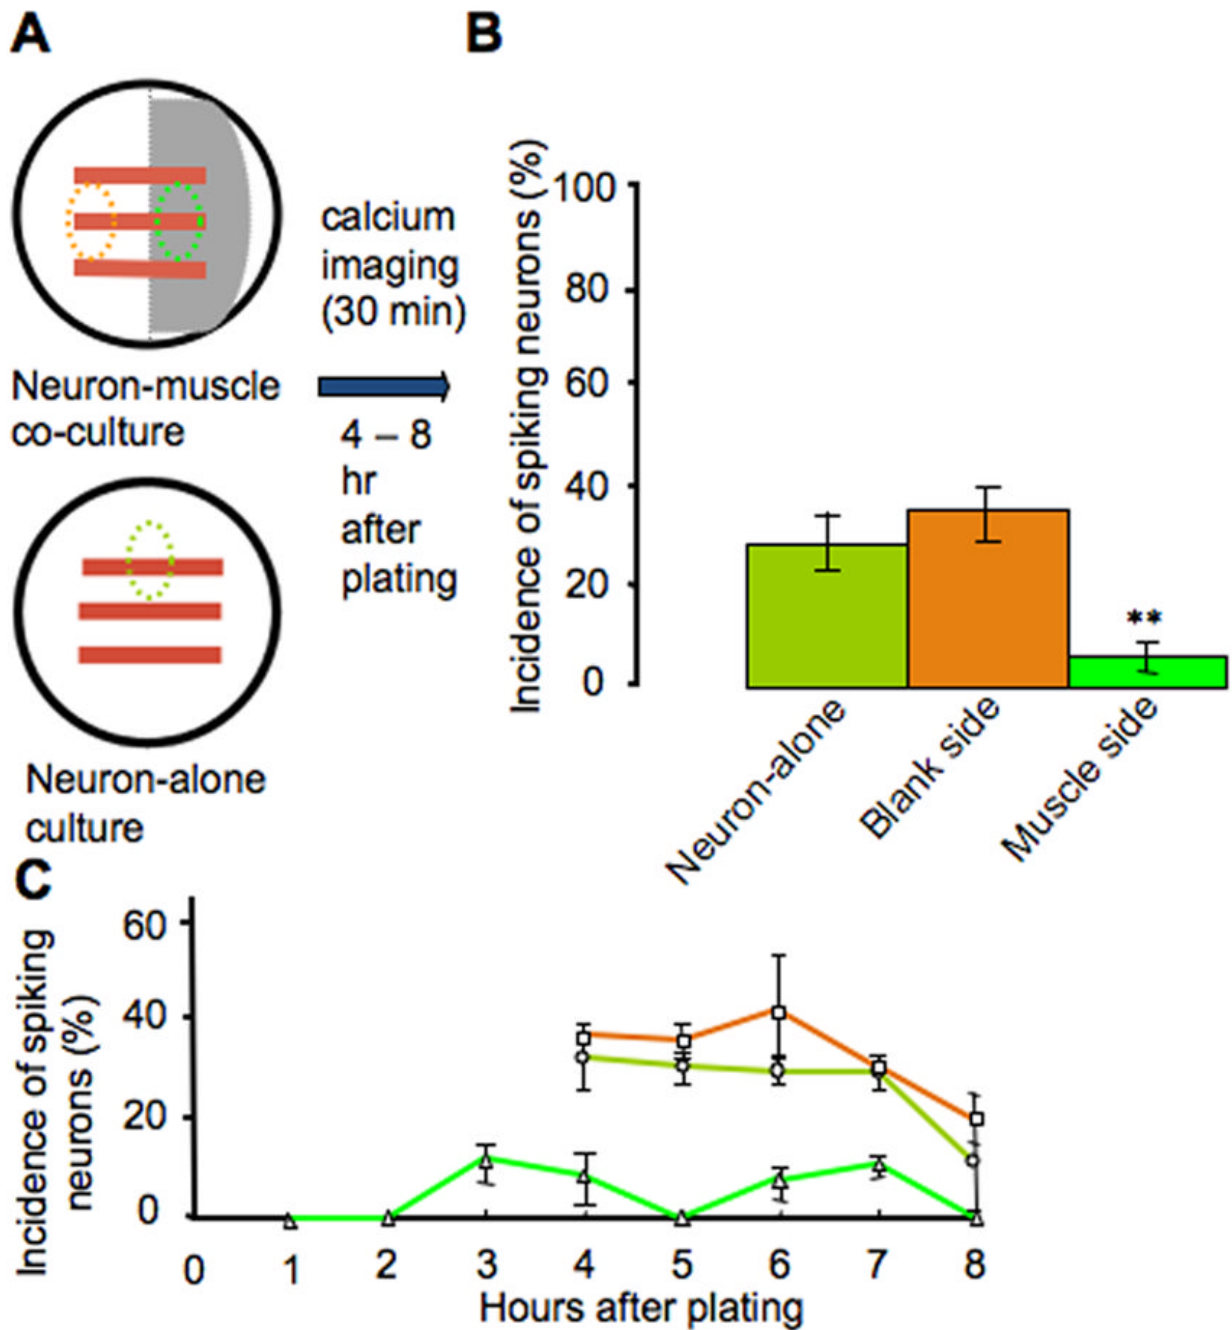 A
calcium
imaging
(30 min)
Neuron-muscle
co-culture
4 – 8
hr
after
plating
Neuron-alone
culture
B
Incidence of spiking neurons (%)
100
80
60
40
20
0
**
Neuron-alone
Blank side
Muscle side
C
Incidence of spiking
neurons (%)
60
40
20
0
0 1 2 3 4 5 6 7 8
Hours after plating